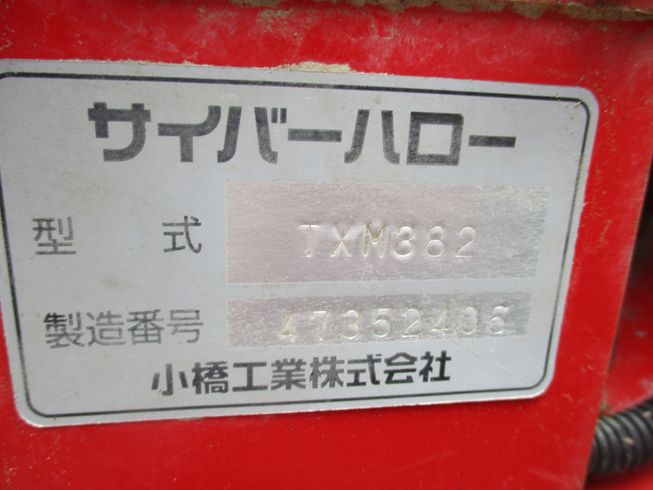 サイバーハロー
型式 TXM382
製造番号 47352435
小橋工業株式会社